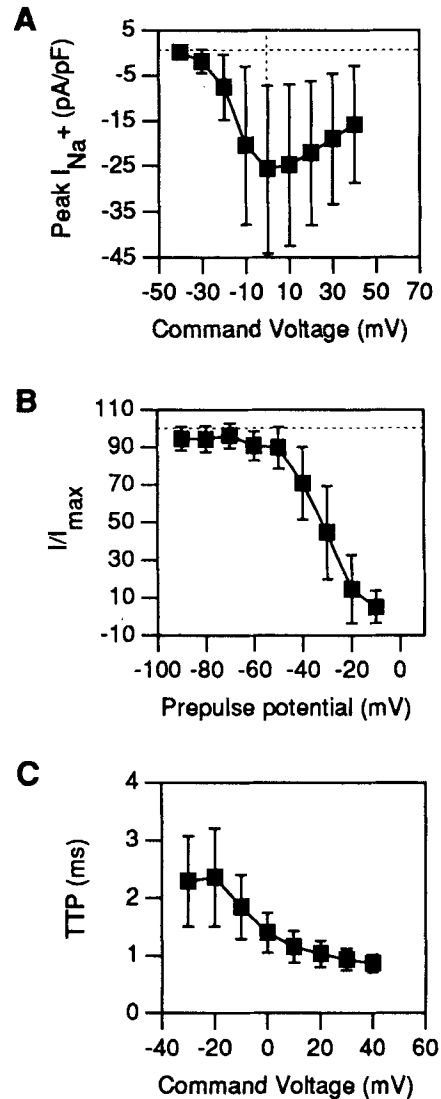 A
Peak I Na + (pA/pF)
5
-5
-15
-25
-35
-45
-50 -30 -10 10 30 50 70
Command Voltage (mV)
B
I/Imax
110
90
70
50
30
10
-10
-100 -80 -60 -40 -20 0
Prepulse potential (mV)
C
TTP (ms)
4
3
2
1
0
-40 -20 0 20 40 60
Command Voltage (mV)